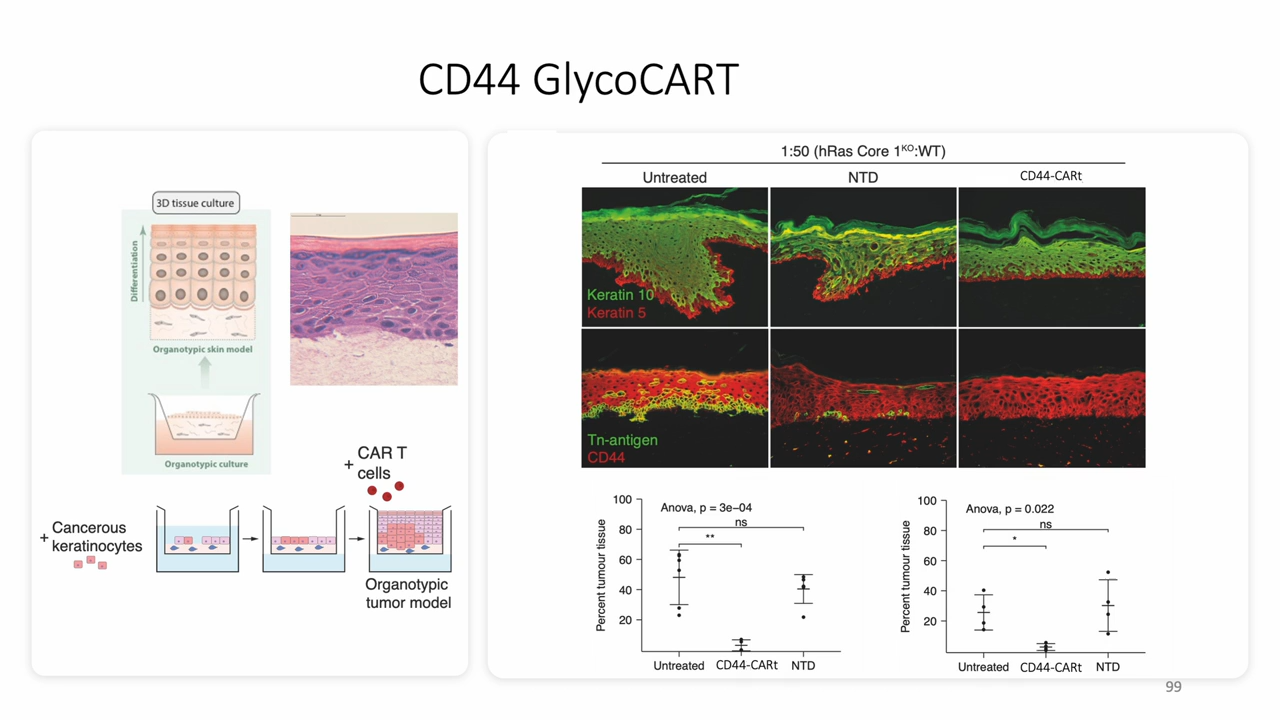 CD44 GlycoCART
3D tissue culture
Differentiation
Organotypic skin model
Organotypic culture
+ CAR T
cells
+ Cancerous
keratinocytes
Organotypic
tumor model
1:50 (hRas Core 1ᴷᴼ:WT)
Untreated NTD CD44-CARt
Keratin 10
Keratin 5
Tn-antigen
CD44
Percent tumour tissue
100
80
60
40
20
Anova, p = 3e–04
ns
**
Untreated CD44-CARt NTD
Percent tumour tissue
100
80
60
40
20
Anova, p = 0.022
ns
*
Untreated CD44-CARt NTD
99